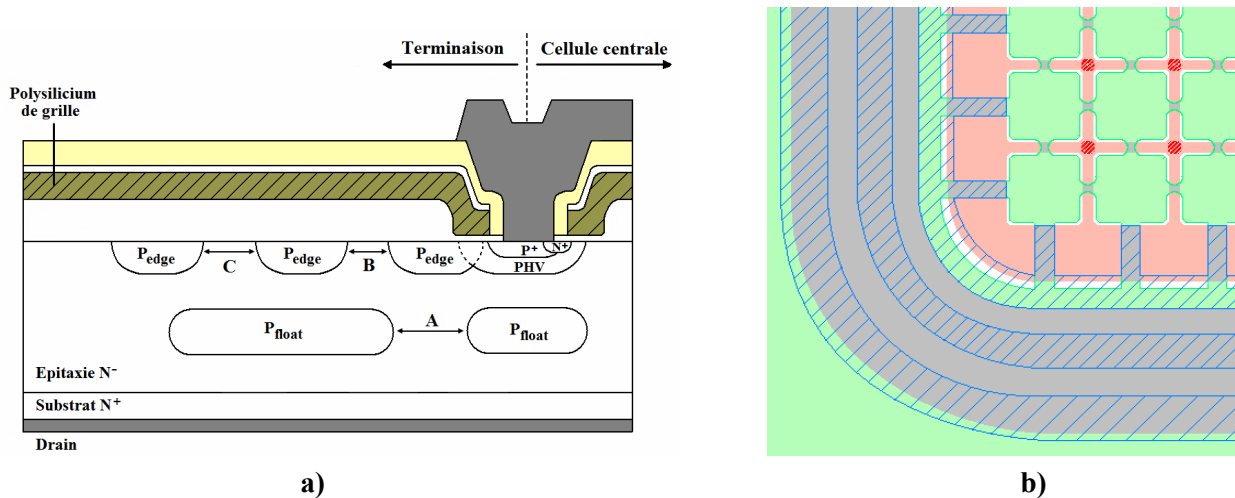 Terminaison
Cellule centrale
Polysilicium
de grille
P+
N+
Pedge
Pedge
Pedge
PHV
C
B
A
Pfloat
Pfloat
Epitaxie N-
Substrat N+
Drain
a)
b)